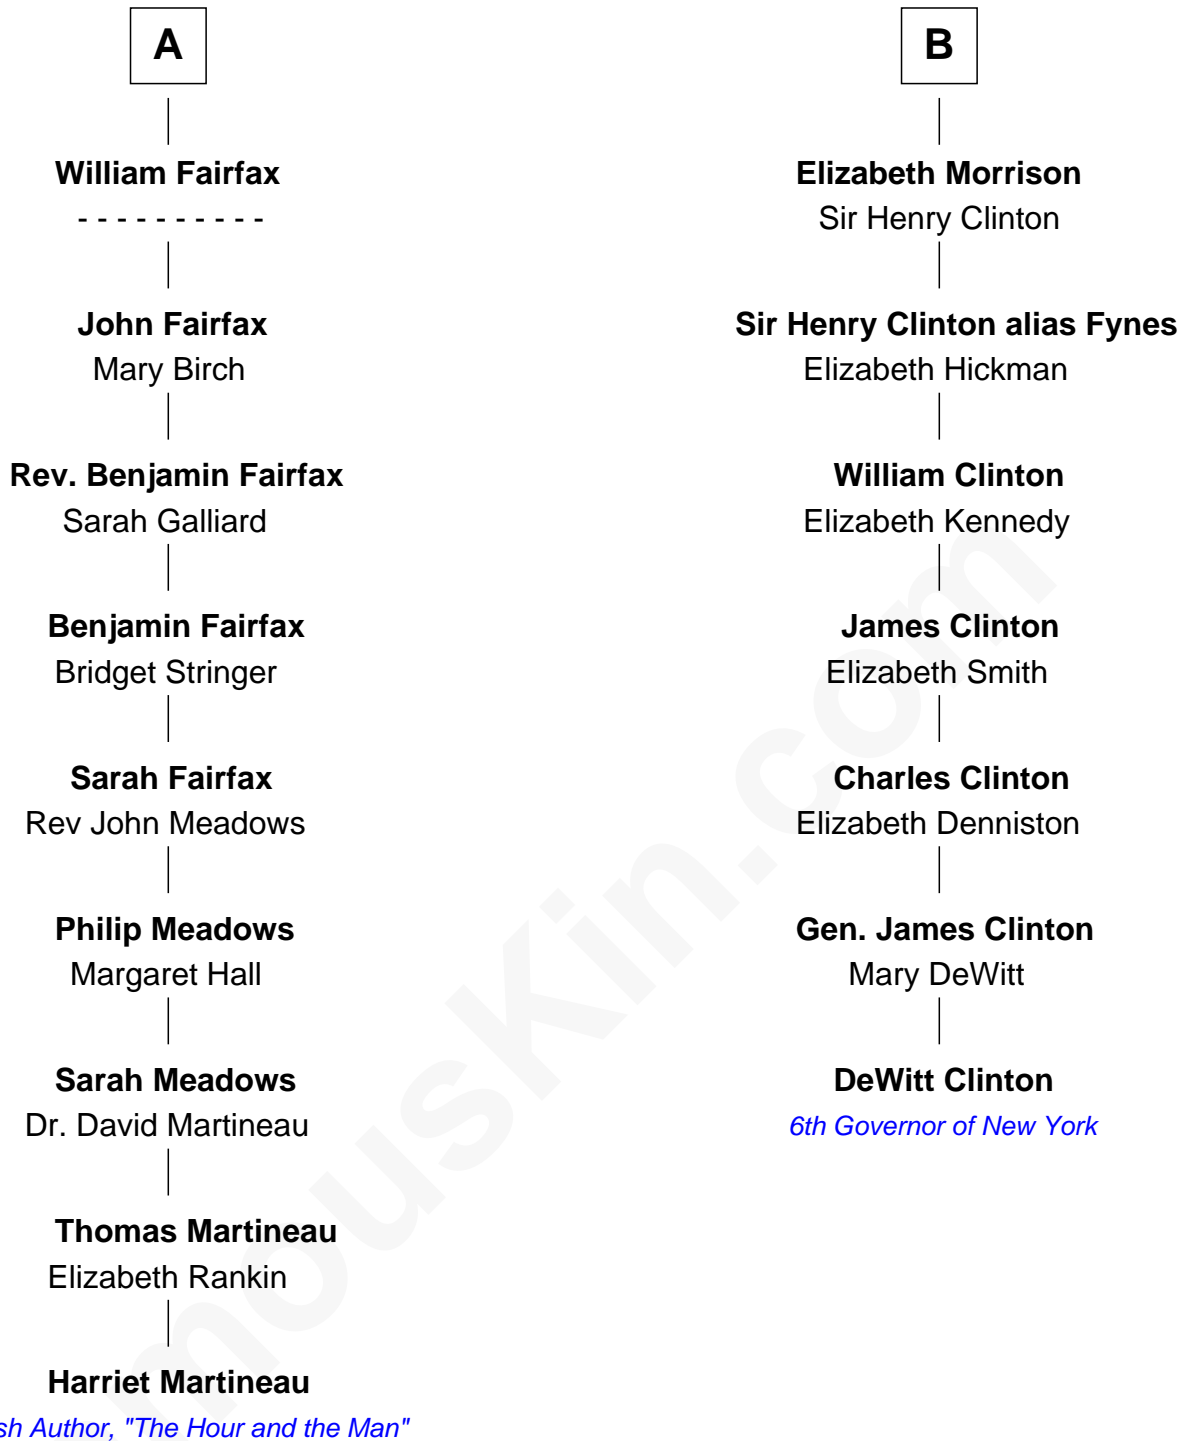 A
William Fairfax
- - - - - - - - - -
John Fairfax
Mary Birch
Rev. Benjamin Fairfax
Sarah Galliard
Benjamin Fairfax
Bridget Stringer
Sarah Fairfax
Rev John Meadows
Philip Meadows
Margaret Hall
Sarah Meadows
Dr. David Martineau
Thomas Martineau
Elizabeth Rankin
Harriet Martineau
sh Author, "The Hour and the Man"
B
Elizabeth Morrison
Sir Henry Clinton
Sir Henry Clinton alias Fynes
Elizabeth Hickman
William Clinton
Elizabeth Kennedy
James Clinton
Elizabeth Smith
Charles Clinton
Elizabeth Denniston
Gen. James Clinton
Mary DeWitt
DeWitt Clinton
6th Governor of New York
mousKin.com